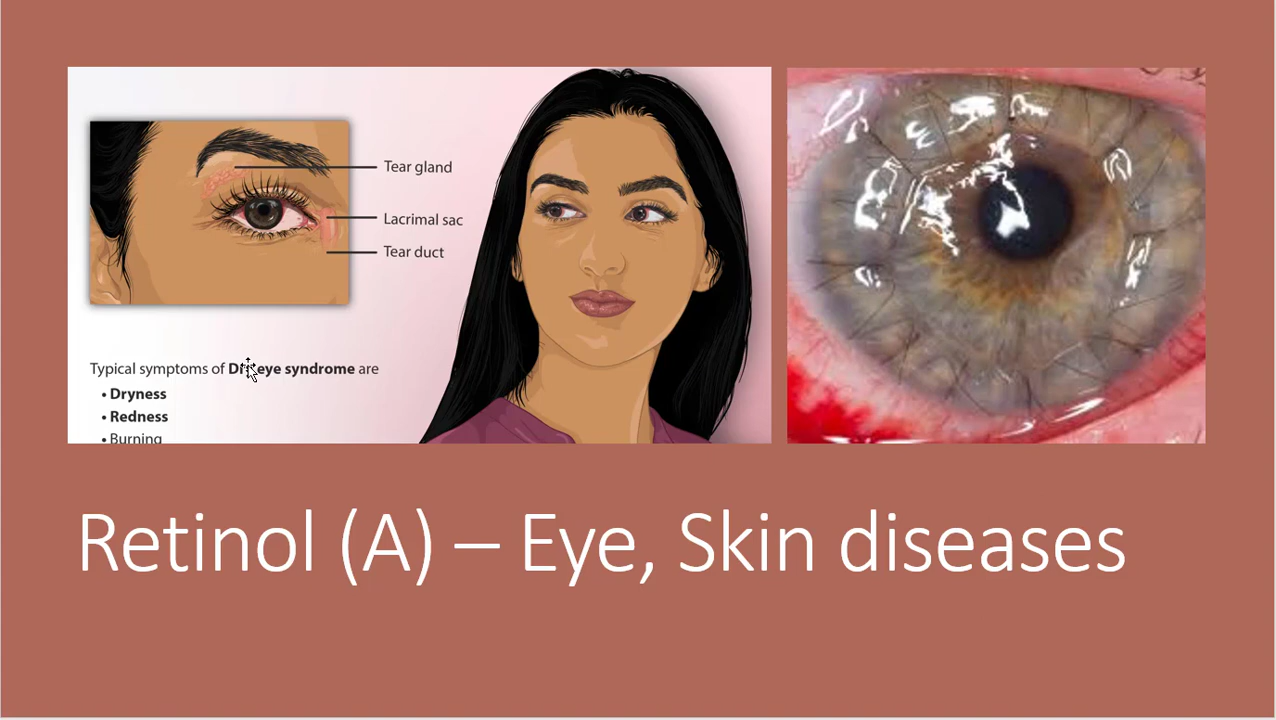 Tear gland
Lacrimal sac
Tear duct
Typical symptoms of Dry eye syndrome are
• Dryness
• Redness
• Burning
Retinol (A) – Eye, Skin diseases